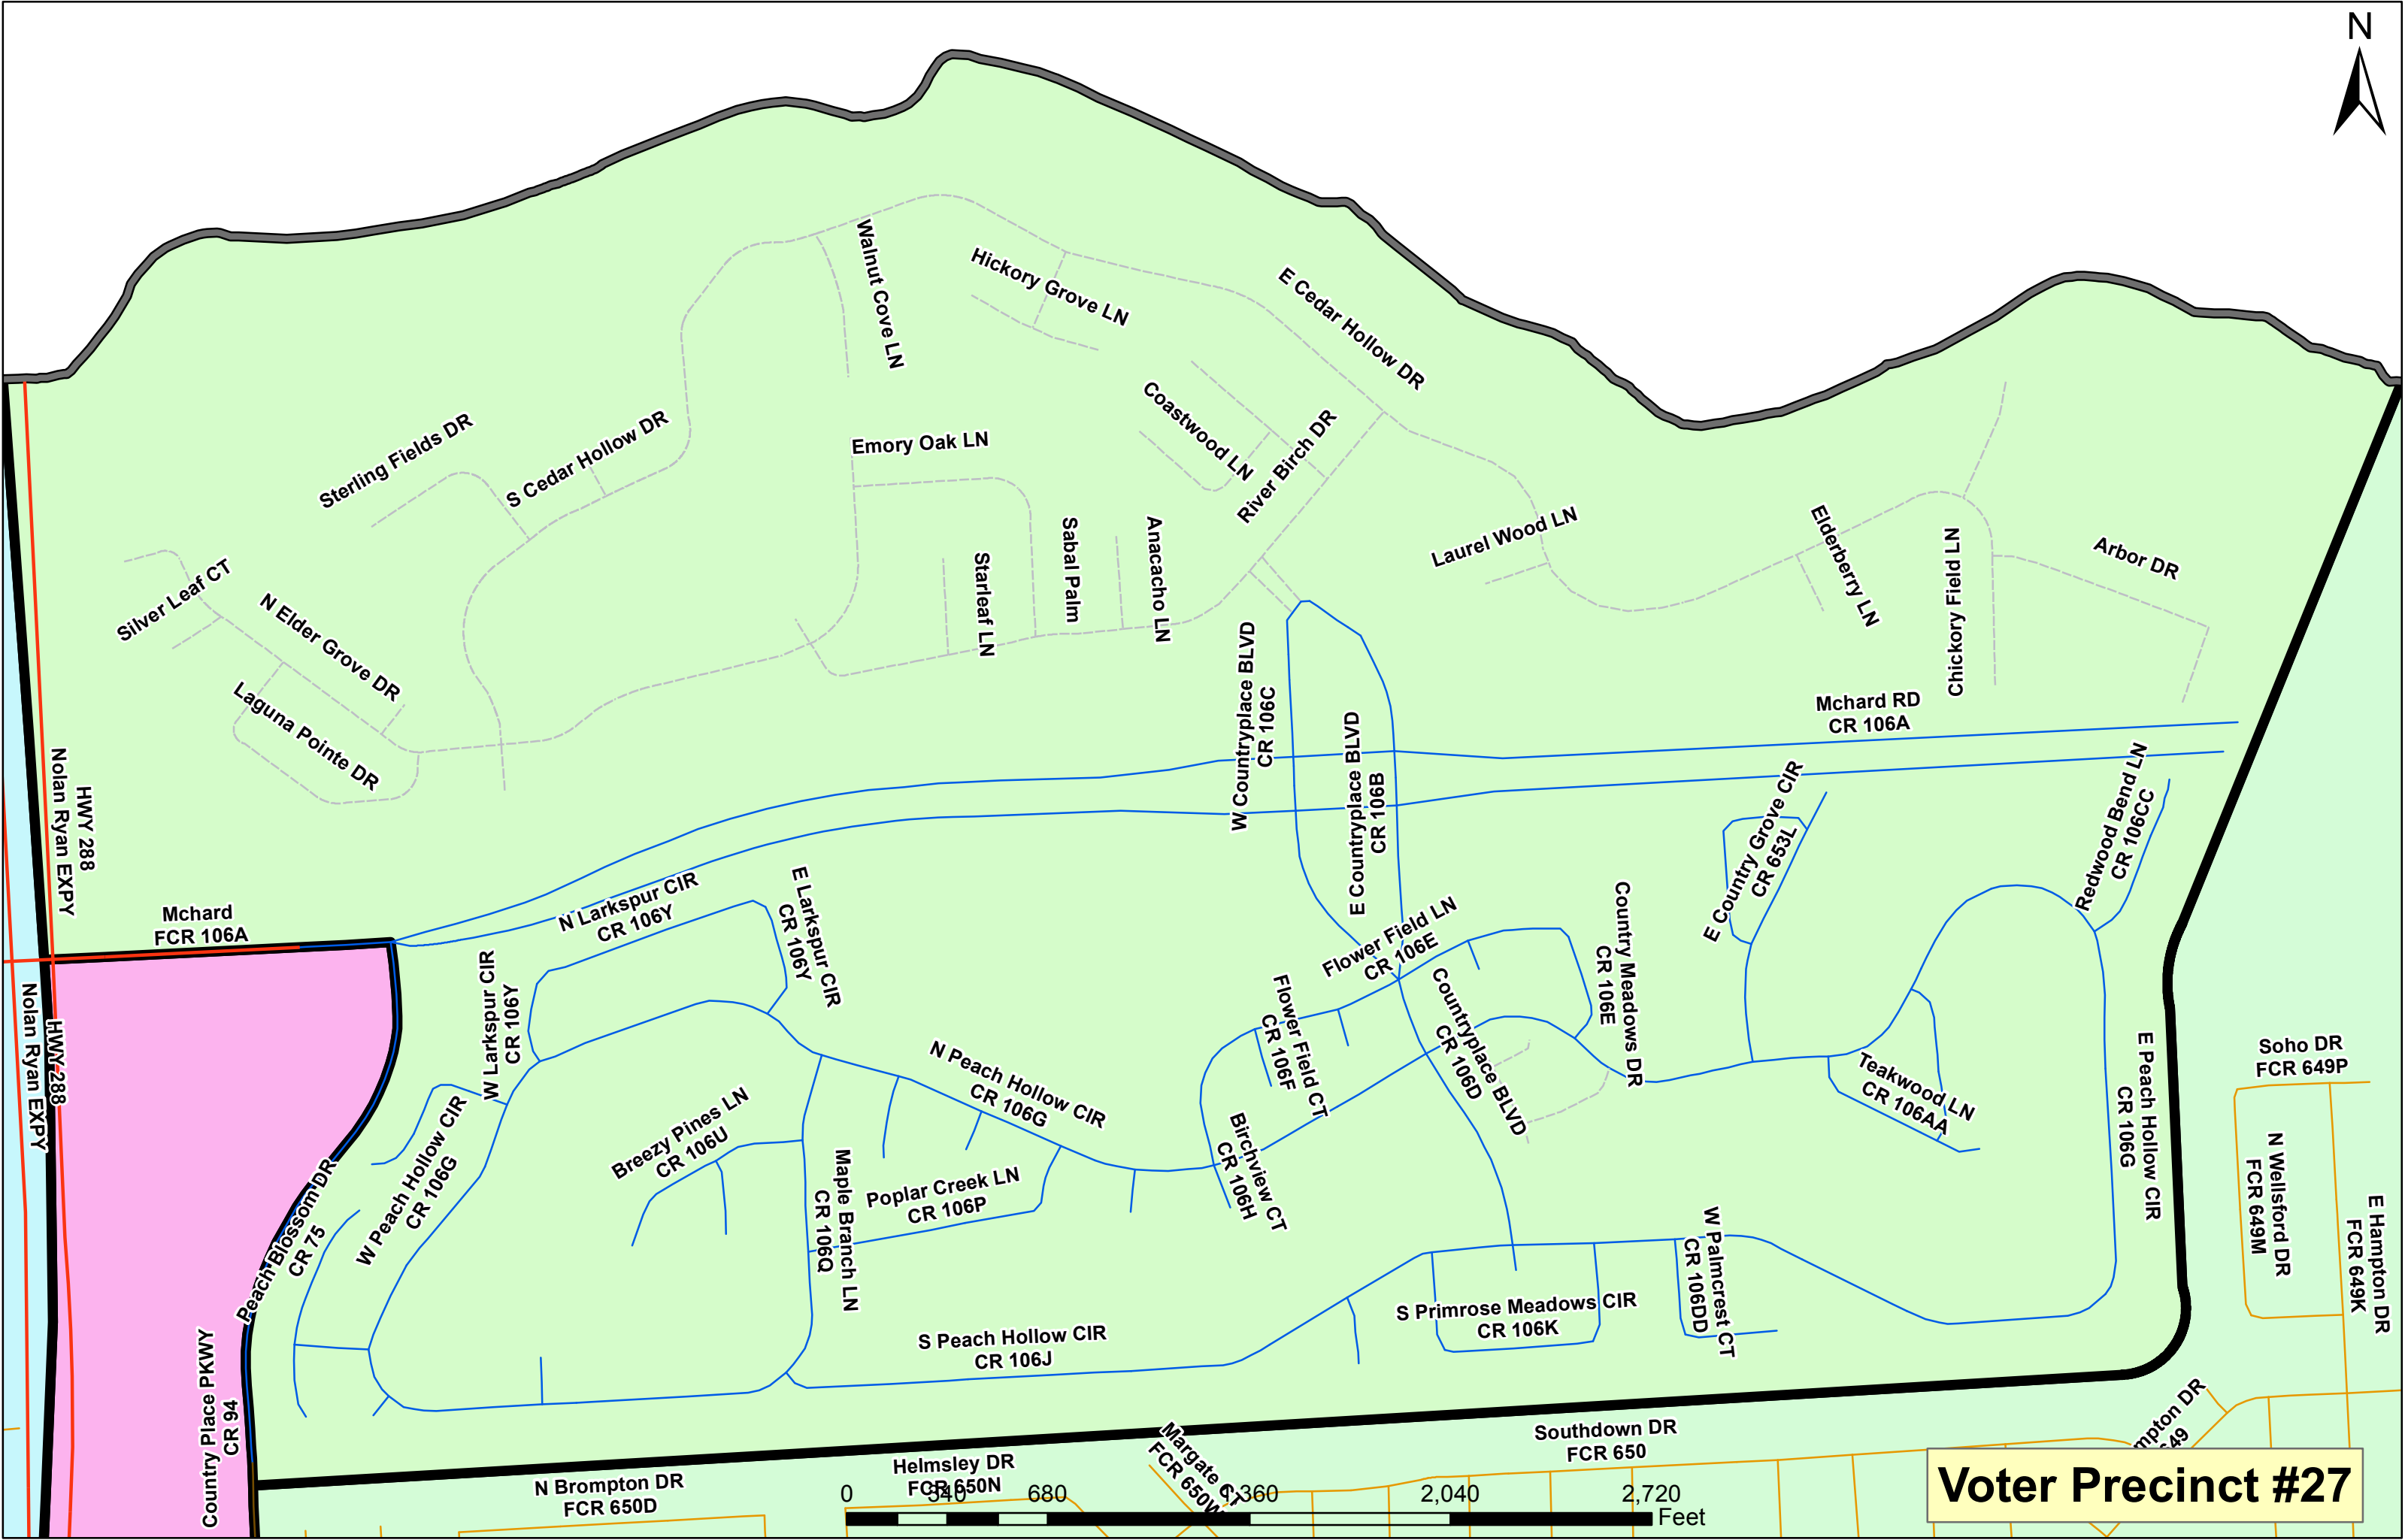 N
Walnut Cove LN
Hickory Grove LN
E Cedar Hollow DR
Sterling Fields DR
S Cedar Hollow DR
Emory Oak LN
Coastwood LN
River Birch DR
Laurel Wood LN
Elderberry LN
Chickory Field LN
Arbor DR
Silver Leaf CT
N Elder Grove DR
Laguna Pointe DR
Starleaf LN
Sabal Palm
Anacacho LN
W Countryplace BLVD
CR 106C
E Countryplace BLVD
CR 106B
Mchard RD
CR 106A
HWY 288
Nolan Ryan EXPY
Mchard
FCR 106A
N Larkspur CIR
CR 106Y
E Larkspur CIR
CR 106Y
W Larkspur CIR
CR 106Y
Flower Field LN
CR 106E
Country Meadows DR
CR 106E
E Country Grove CIR
CR 653L
Redwood Bend LN
CR 106CC
HWY 288
Nolan Ryan EXPY
Flower Field CT
CR 106F
Countryplace BLVD
CR 106D
N Peach Hollow CIR
CR 106G
Breezy Pines LN
CR 106U
W Peach Hollow CIR
CR 106G
Peach Blossom DR
CR 75
Maple Branch LN
CR 106Q
Poplar Creek LN
CR 106P
Birchview CT
CR 106H
Teakwood LN
CR 106AA
E Peach Hollow CIR
CR 106G
Soho DR
FCR 649P
N Wellsford DR
FCR 649M
E Hampton DR
FCR 649K
W Palmcrest CT
CR 106DD
S Primrose Meadows CIR
CR 106K
S Peach Hollow CIR
CR 106J
Country Place PKWY
CR 94
N Brompton DR
FCR 650D
Helmsley DR
FCR 650N
Margate CT
FCR 650W
Southdown DR
FCR 650
mpton DR
649
0 340 680 1,360 2,040 2,720
Feet
Voter Precinct #27